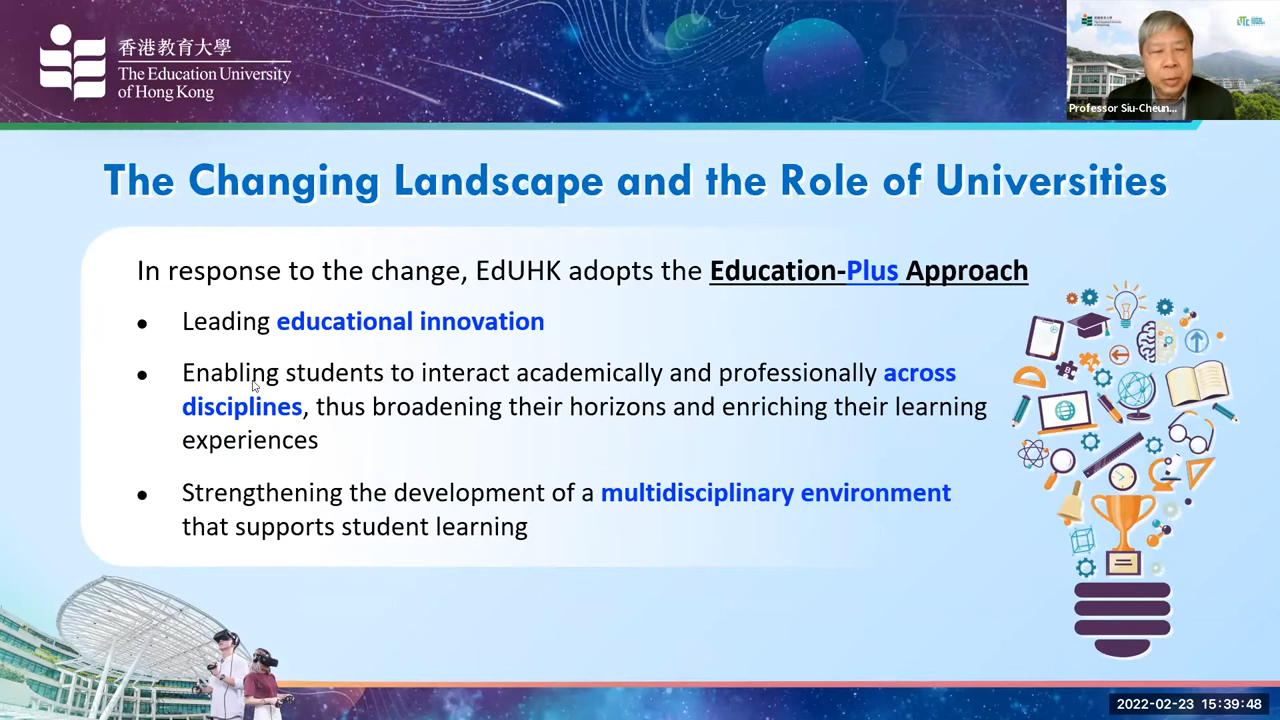 香港教育大學
The Education University
of Hong Kong
Professor Siu-Cheun...
The Changing Landscape and the Role of Universities
In response to the change, EdUHK adopts the Education-Plus Approach
• Leading educational innovation
• Enabling students to interact academically and professionally across
disciplines, thus broadening their horizons and enriching their learning
experiences
• Strengthening the development of a multidisciplinary environment
that supports student learning
2022-02-23 15:39:48